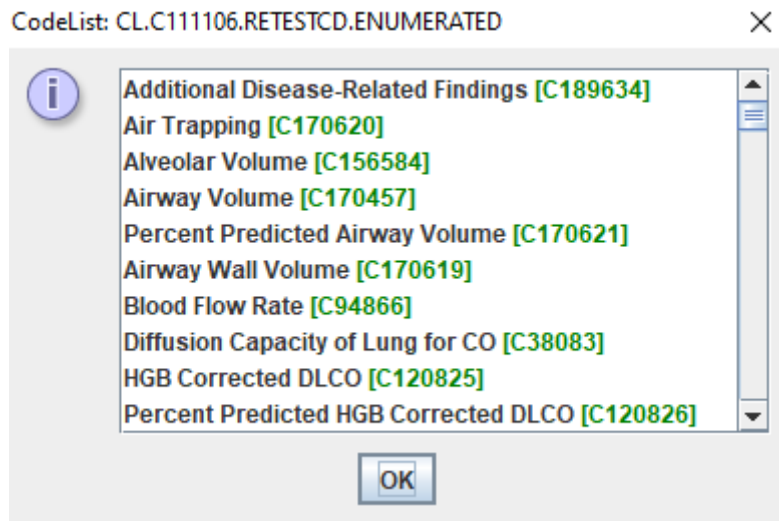 CodeList: CL.C111106.RETESTCD.ENUMERATED
Additional Disease-Related Findings [C189634]
Air Trapping [C170620]
Alveolar Volume [C156584]
Airway Volume [C170457]
Percent Predicted Airway Volume [C170621]
Airway Wall Volume [C170619]
Blood Flow Rate [C94866]
Diffusion Capacity of Lung for CO [C38083]
HGB Corrected DLCO [C120825]
Percent Predicted HGB Corrected DLCO [C120826]
OK